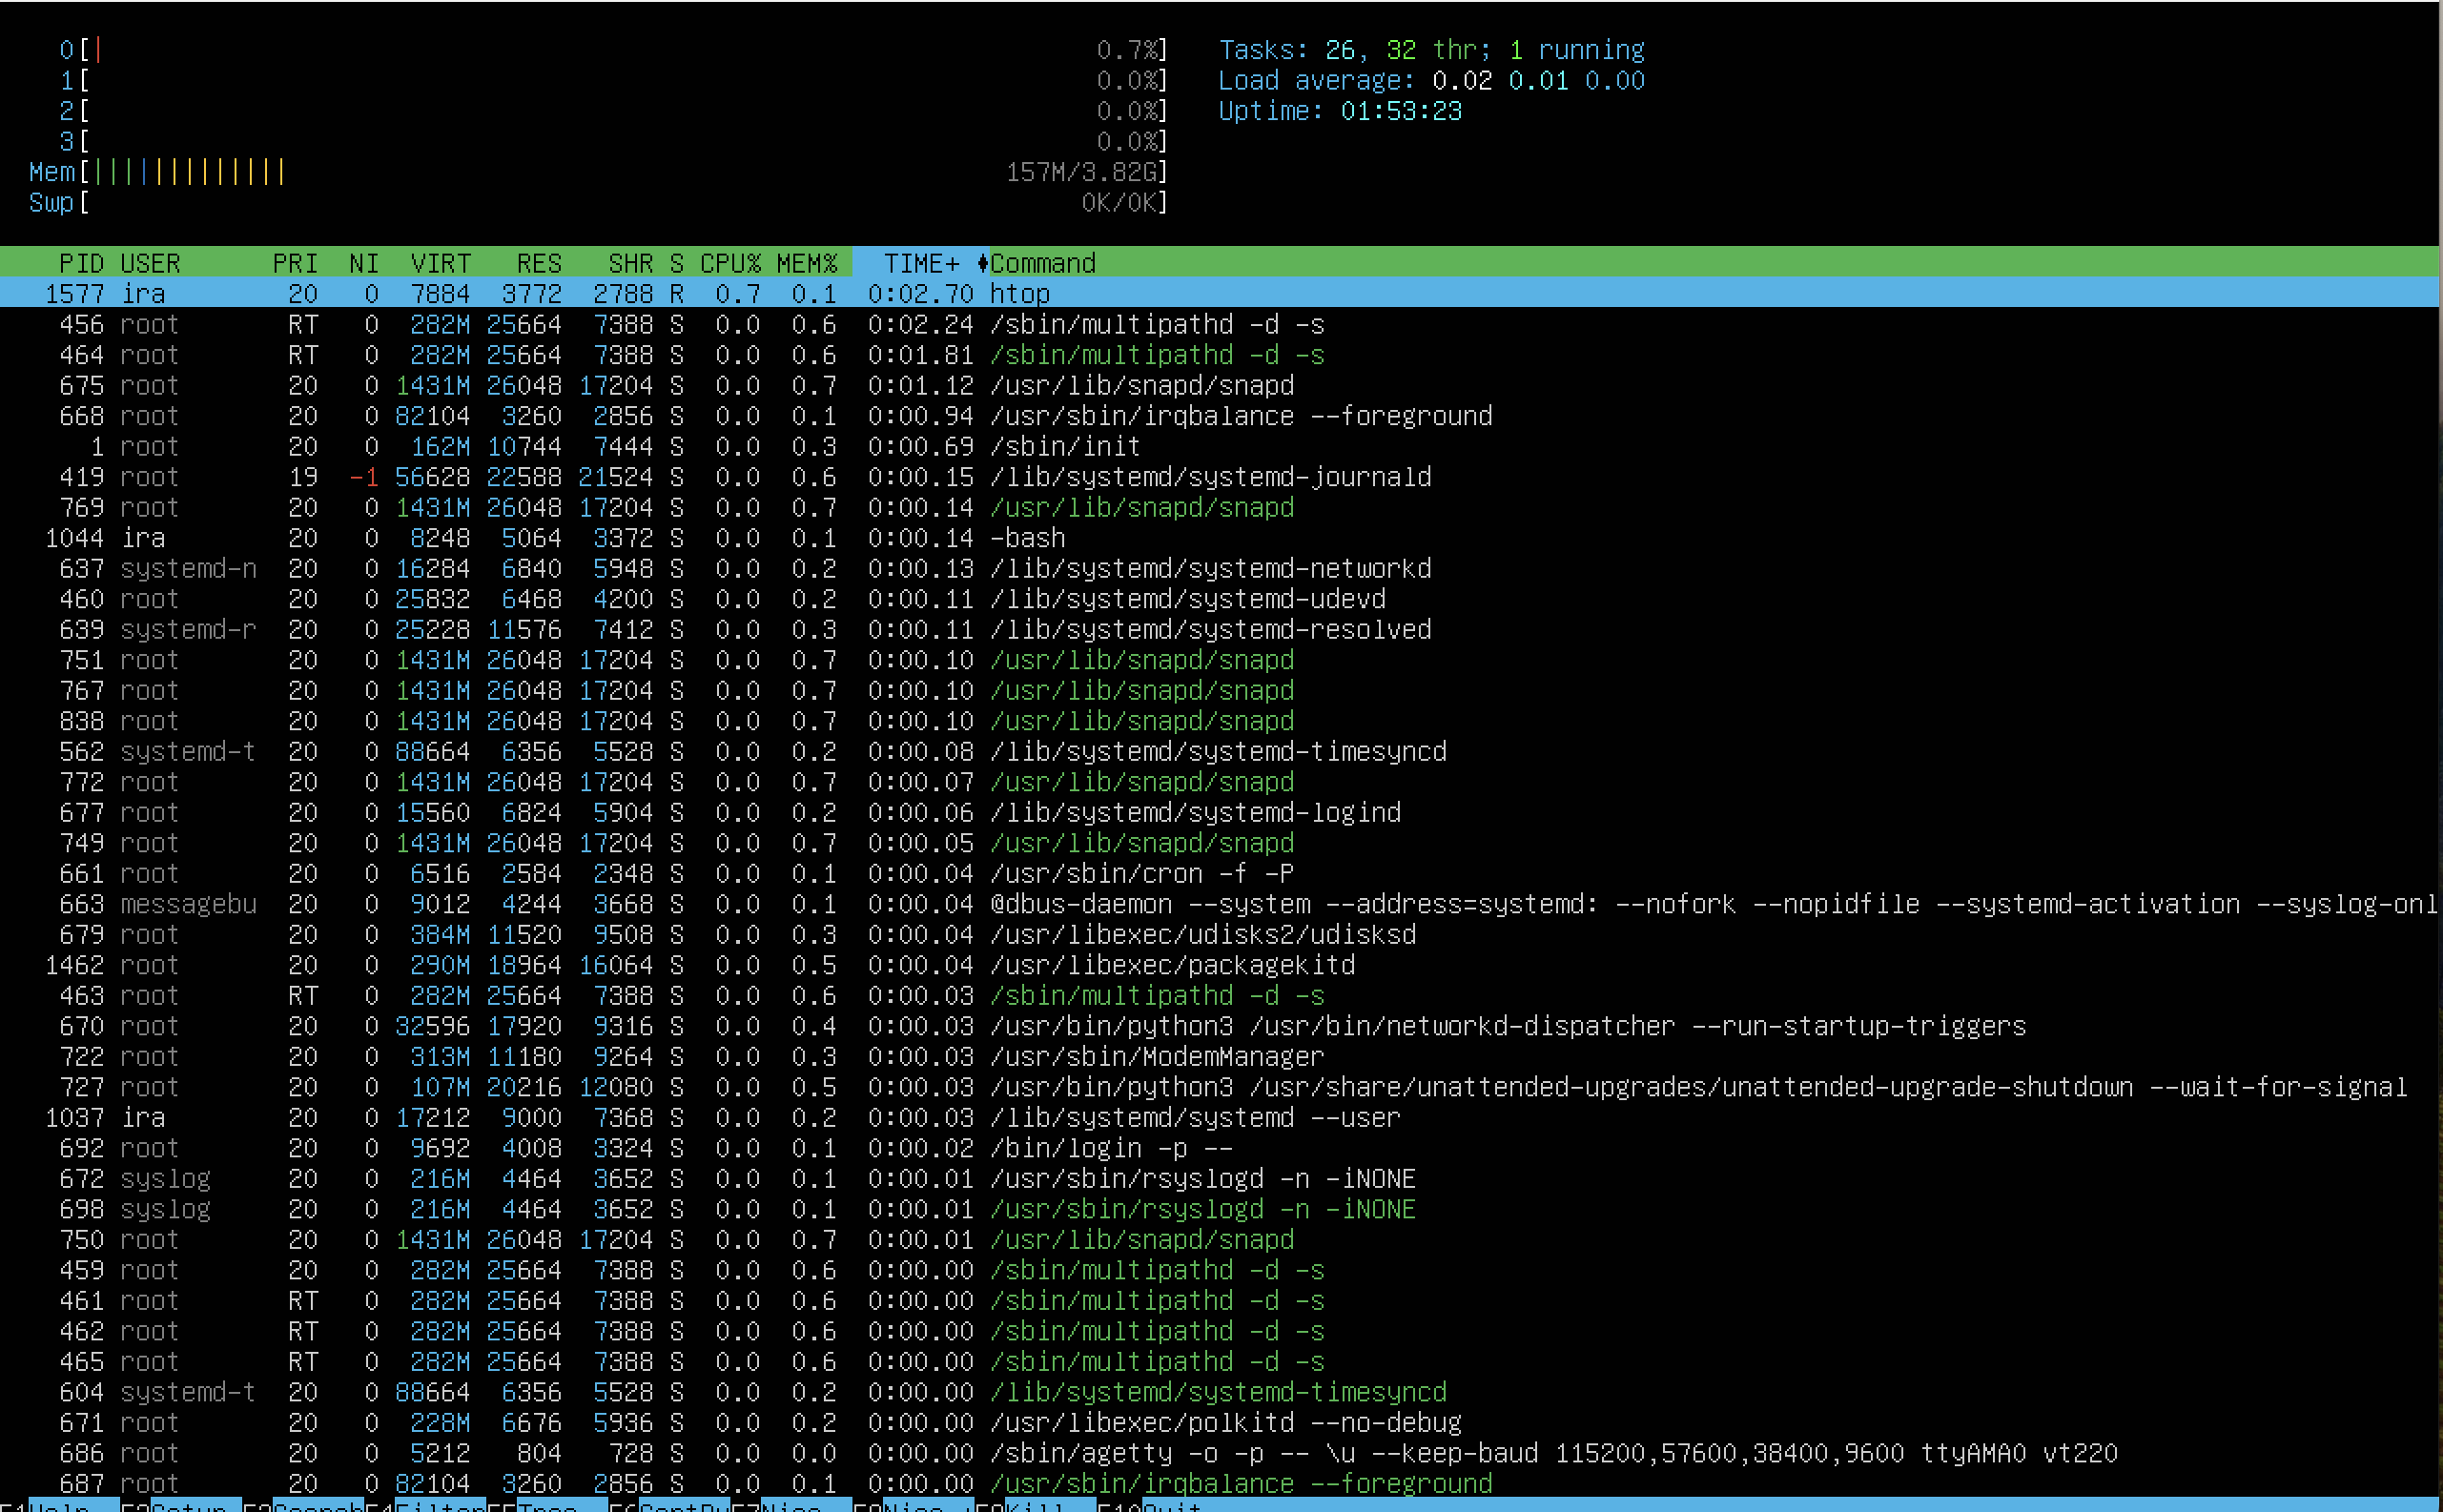 0[| 0.7%] Tasks: 26, 32 thr; 1 running
1[ 0.0%] Load average: 0.02 0.01 0.00
2[ 0.0%] Uptime: 01:53:23
3[ 0.0%]
Mem[||||||||||||| 157M/3.82G]
Swp[ 0K/0K]
PID USER PRI NI VIRT RES SHR S CPU% MEM% TIME+ Command
1577 ira 20 0 7884 3772 2788 R 0.7 0.1 0:02.70 htop
456 root RT 0 282M 25664 7388 S 0.0 0.6 0:02.24 /sbin/multipathd -d -s
464 root RT 0 282M 25664 7388 S 0.0 0.6 0:01.81 /sbin/multipathd -d -s
675 root 20 0 1431M 26048 17204 S 0.0 0.7 0:01.12 /usr/lib/snapd/snapd
668 root 20 0 82104 3260 2856 S 0.0 0.1 0:00.94 /usr/sbin/irqbalance --foreground
1 root 20 0 162M 10744 7444 S 0.0 0.3 0:00.69 /sbin/init
419 root 19 -1 56628 22588 21524 S 0.0 0.6 0:00.15 /lib/systemd/systemd-journald
769 root 20 0 1431M 26048 17204 S 0.0 0.7 0:00.14 /usr/lib/snapd/snapd
1044 ira 20 0 8248 5064 3372 S 0.0 0.1 0:00.14 -bash
637 systemd-n 20 0 16284 6840 5948 S 0.0 0.2 0:00.13 /lib/systemd/systemd-networkd
460 root 20 0 25832 6468 4200 S 0.0 0.2 0:00.11 /lib/systemd/systemd-udevd
639 systemd-r 20 0 25228 11576 7412 S 0.0 0.3 0:00.11 /lib/systemd/systemd-resolved
751 root 20 0 1431M 26048 17204 S 0.0 0.7 0:00.10 /usr/lib/snapd/snapd
767 root 20 0 1431M 26048 17204 S 0.0 0.7 0:00.10 /usr/lib/snapd/snapd
838 root 20 0 1431M 26048 17204 S 0.0 0.7 0:00.10 /usr/lib/snapd/snapd
562 systemd-t 20 0 88664 6356 5528 S 0.0 0.2 0:00.08 /lib/systemd/systemd-timesyncd
772 root 20 0 1431M 26048 17204 S 0.0 0.7 0:00.07 /usr/lib/snapd/snapd
677 root 20 0 15560 6824 5904 S 0.0 0.2 0:00.06 /lib/systemd/systemd-logind
749 root 20 0 1431M 26048 17204 S 0.0 0.7 0:00.05 /usr/lib/snapd/snapd
661 root 20 0 6516 2584 2348 S 0.0 0.1 0:00.04 /usr/sbin/cron -f -P
663 messagebu 20 0 9012 4244 3668 S 0.0 0.1 0:00.04 @dbus-daemon --system --address=systemd: --nofork --nopidfile --systemd-activation --syslog-onl
679 root 20 0 384M 11520 9508 S 0.0 0.3 0:00.04 /usr/libexec/udisks2/udisksd
1462 root 20 0 290M 18964 16064 S 0.0 0.5 0:00.04 /usr/libexec/packagekitd
463 root RT 0 282M 25664 7388 S 0.0 0.6 0:00.03 /sbin/multipathd -d -s
670 root 20 0 32596 17920 9316 S 0.0 0.4 0:00.03 /usr/bin/python3 /usr/bin/networkd-dispatcher --run-startup-triggers
722 root 20 0 313M 11180 9264 S 0.0 0.3 0:00.03 /usr/sbin/ModemManager
727 root 20 0 107M 20216 12080 S 0.0 0.5 0:00.03 /usr/bin/python3 /usr/share/unattended-upgrades/unattended-upgrade-shutdown --wait-for-signal
1037 ira 20 0 17212 9000 7368 S 0.0 0.2 0:00.03 /lib/systemd/systemd --user
692 root 20 0 9692 4008 3324 S 0.0 0.1 0:00.02 /bin/login -p --
672 syslog 20 0 216M 4464 3652 S 0.0 0.1 0:00.01 /usr/sbin/rsyslogd -n -iNONE
698 syslog 20 0 216M 4464 3652 S 0.0 0.1 0:00.01 /usr/sbin/rsyslogd -n -iNONE
750 root 20 0 1431M 26048 17204 S 0.0 0.7 0:00.01 /usr/lib/snapd/snapd
459 root 20 0 282M 25664 7388 S 0.0 0.6 0:00.00 /sbin/multipathd -d -s
461 root RT 0 282M 25664 7388 S 0.0 0.6 0:00.00 /sbin/multipathd -d -s
462 root RT 0 282M 25664 7388 S 0.0 0.6 0:00.00 /sbin/multipathd -d -s
465 root RT 0 282M 25664 7388 S 0.0 0.6 0:00.00 /sbin/multipathd -d -s
604 systemd-t 20 0 88664 6356 5528 S 0.0 0.2 0:00.00 /lib/systemd/systemd-timesyncd
671 root 20 0 228M 6676 5936 S 0.0 0.2 0:00.00 /usr/libexec/polkitd --no-debug
686 root 20 0 5212 804 728 S 0.0 0.0 0:00.00 /sbin/agetty -o -p -- \u --keep-baud 115200,57600,38400,9600 ttyAMA0 vt220
687 root 20 0 82104 3260 2856 S 0.0 0.1 0:00.00 /usr/sbin/irqbalance --foreground
F1Help F2Setup F3SearchF4FilterF5Tree F6SortByF7Nice -F8Nice +F9Kill F10Quit